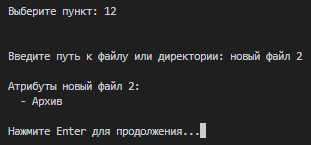 Выберите пункт: 12
Введите путь к файлу или директории: новый файл 2
Атрибуты новый файл 2:
- Архив
Нажмите Enter для продолжения...